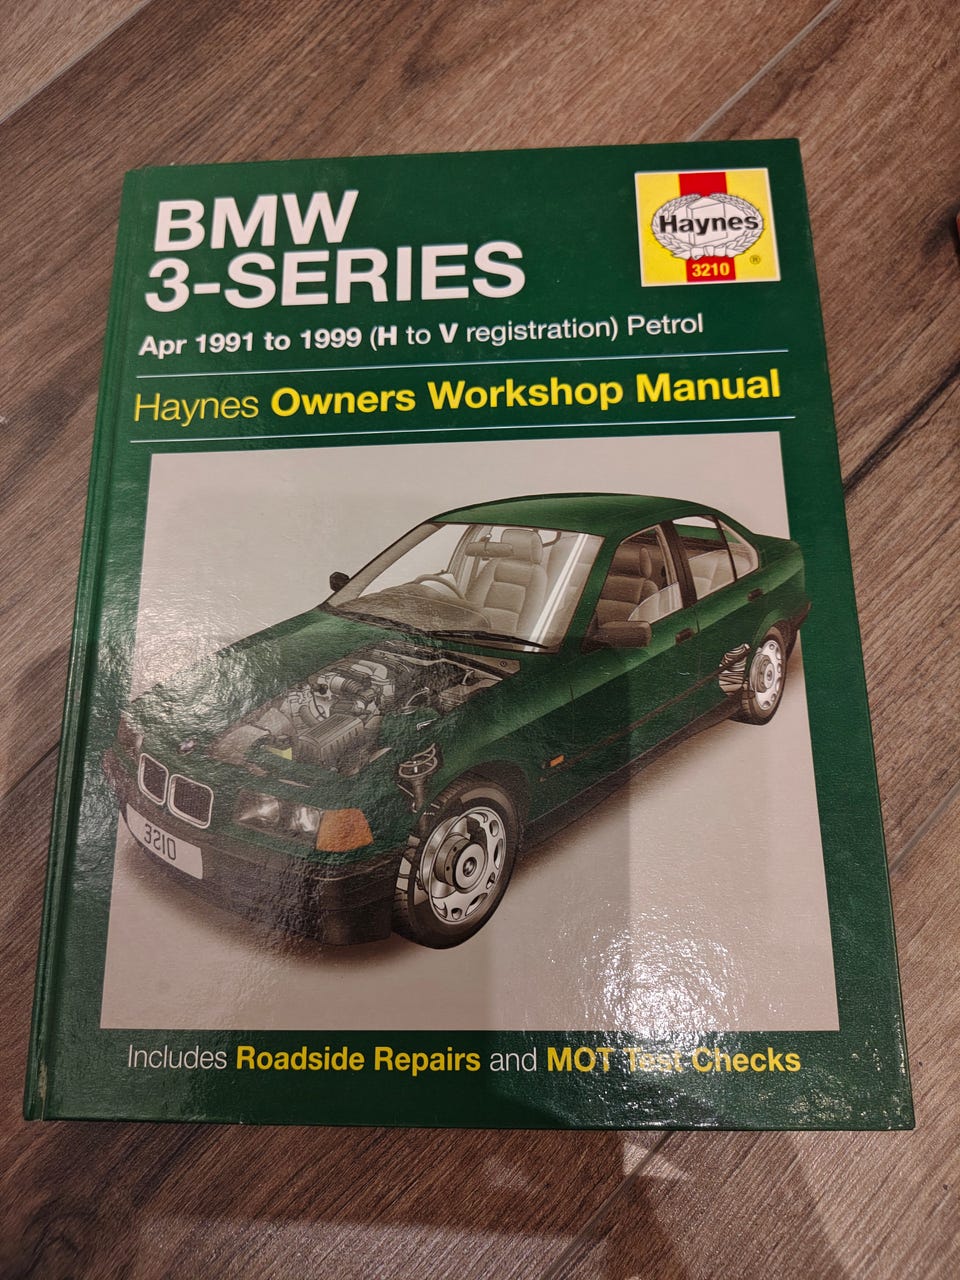 BMW
3-SERIES
Haynes
®
3210
Apr 1991 to 1999 (H to V registration) Petrol
Haynes Owners Workshop Manual
3210
Includes Roadside Repairs and MOT Test Checks